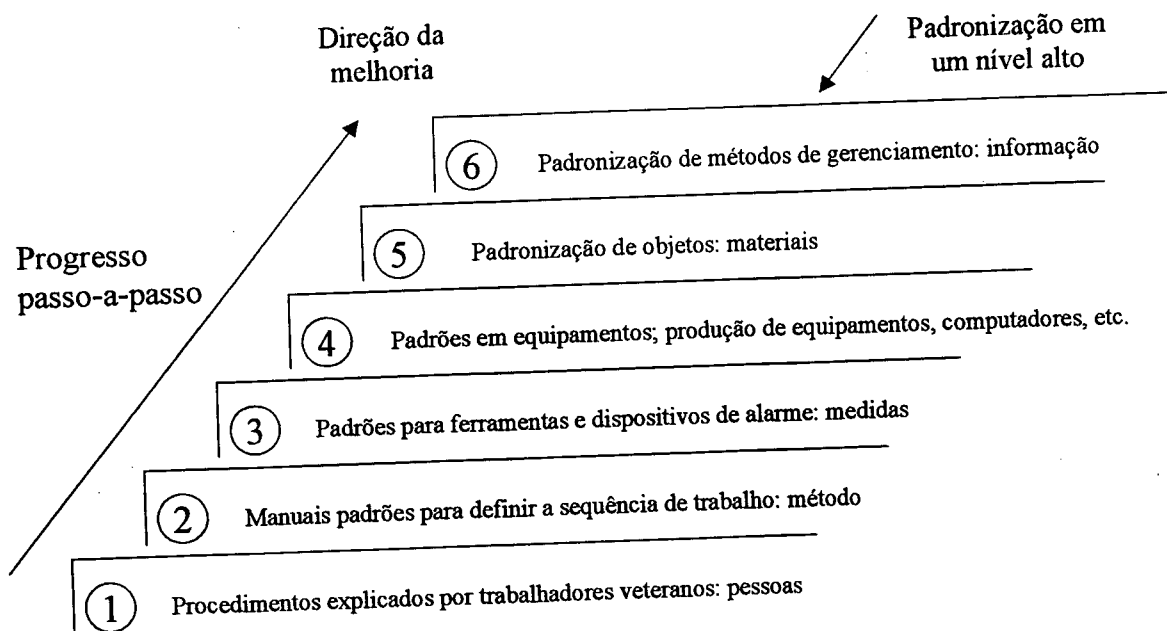 Direção da
melhoria
Padronização em
um nível alto
6 Padronização de métodos de gerenciamento: informação
5 Padronização de objetos: materiais
Progresso
passo-a-passo
4 Padrões em equipamentos; produção de equipamentos, computadores, etc.
3 Padrões para ferramentas e dispositivos de alarme: medidas
2 Manuais padrões para definir a sequência de trabalho: método
1 Procedimentos explicados por trabalhadores veteranos: pessoas